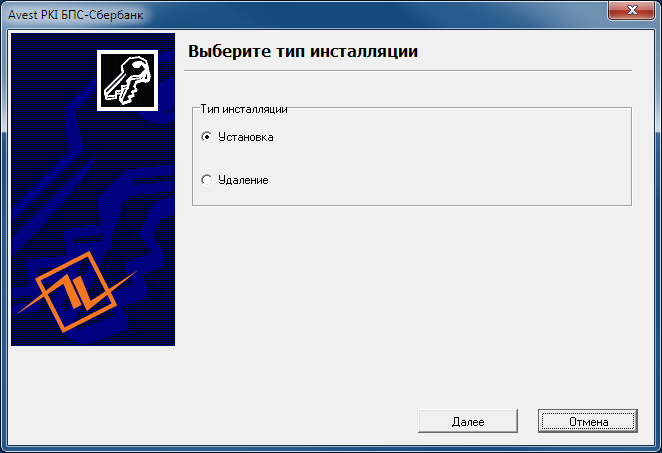 Avest PKI БПС-Сбербанк
Выберите тип инсталляции
Тип инсталляции
Установка
Удаление
Далее
Отмена